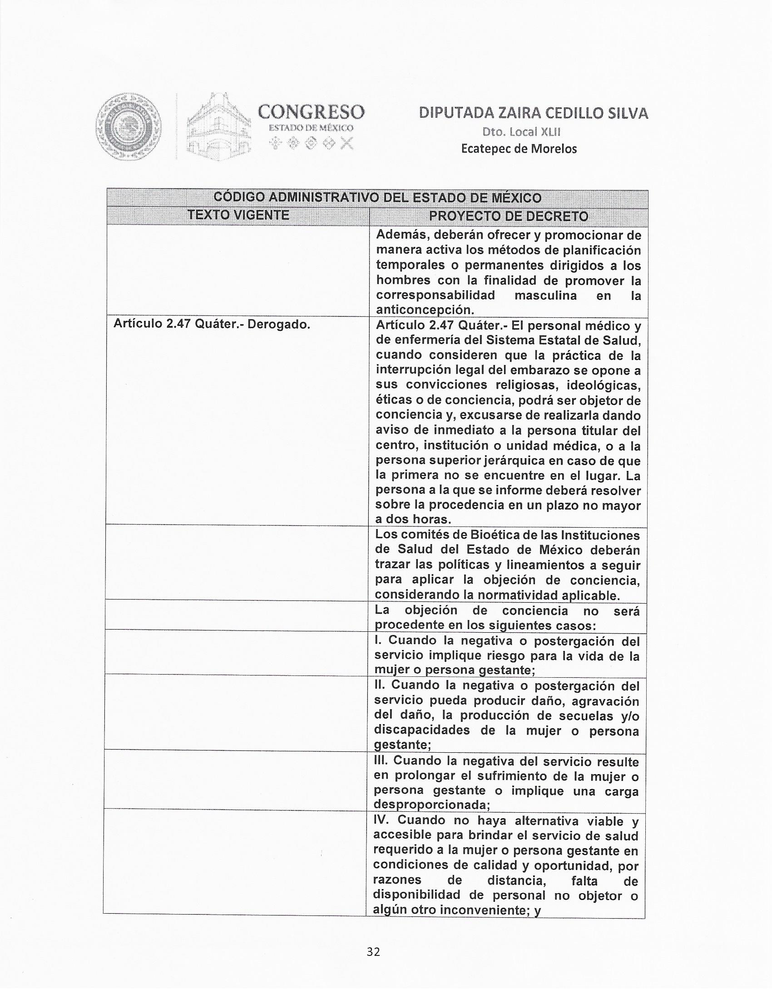 CONGRESO
ESTADO DE MÉXICO
DIPUTADA ZAIRA CEDILLO SILVA
Dto. Local XLII
Ecatepec de Morelos
CÓDIGO ADMINISTRATIVO DEL ESTADO DE MÉXICO
TEXTO VIGENTE
PROYECTO DE DECRETO
Además, deberán ofrecer y promocionar de
manera activa los métodos de planificación
temporales o permanentes dirigidos a los
hombres con la finalidad de promover la
corresponsabilidad masculina en la
anticoncepción.
Artículo 2.47 Quáter.- Derogado.
Artículo 2.47 Quáter.- El personal médico y
de enfermería del Sistema Estatal de Salud,
cuando consideren que la práctica de la
interrupción legal del embarazo se opone a
sus convicciones religiosas, ideológicas,
éticas o de conciencia, podrá ser objetor de
conciencia y, excusarse de realizarla dando
aviso de inmediato a la persona titular del
centro, institución o unidad médica, o a la
persona superior jerárquica en caso de que
la primera no se encuentre en el lugar. La
persona a la que se informe deberá resolver
sobre la procedencia en un plazo no mayor
a dos horas.
Los comités de Bioética de las Instituciones
de Salud del Estado de México deberán
trazar las políticas y lineamientos a seguir
para aplicar la objeción de conciencia,
considerando la normatividad aplicable.
La objeción de conciencia no será
procedente en los siguientes casos:
I. Cuando la negativa o postergación del
servicio implique riesgo para la vida de la
mujer o persona gestante;
II. Cuando la negativa o postergación del
servicio pueda producir daño, agravación
del daño, la producción de secuelas y/o
discapacidades de la mujer o persona
gestante;
III. Cuando la negativa del servicio resulte
en prolongar el sufrimiento de la mujer o
persona gestante o implique una carga
desproporcionada;
IV. Cuando no haya alternativa viable y
accesible para brindar el servicio de salud
requerido a la mujer o persona gestante en
condiciones de calidad y oportunidad, por
razones de distancia, falta de
disponibilidad de personal no objetor o
algún otro inconveniente; y
32